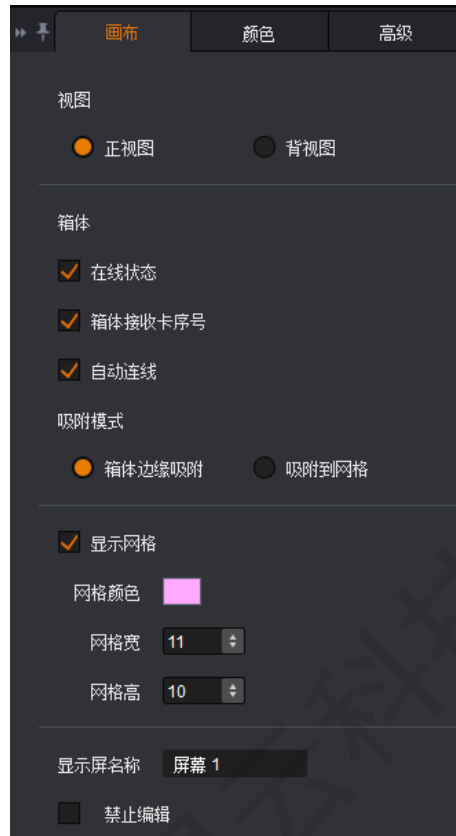 画布 颜色 高级
视图
正视图 背视图
箱体
在线状态
箱体接收卡序号
自动连线
吸附模式
箱体边缘吸附 吸附到网格
显示网格
网格颜色
网格宽 11
网格高 10
显示屏名称 屏幕 1
禁止编辑